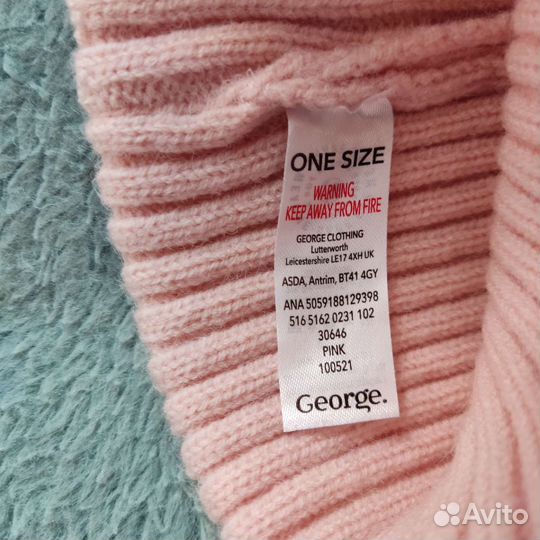 ONE SIZE
WARNING
KEEP AWAY FROM FIRE
GEORGE CLOTHING
Lutterworth
Leicestershire LE17 4XH UK
ASDA, Antrim, BT41 4GY
ANA 5059188129398
516 5162 0231 102
30646
PINK
100521
George.
Avito